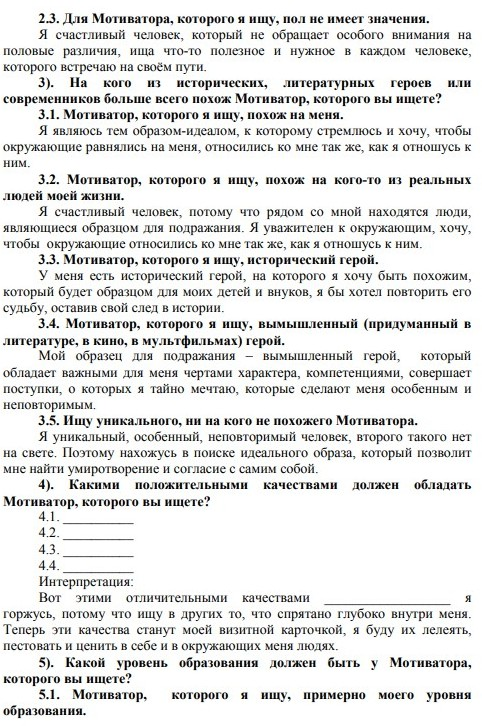 2.3. Для Мотиватора, которого я ищу, пол не имеет значения.
Я счастливый человек, который не обращает особого внимания на
половые различия, ища что-то полезное и нужное в каждом человеке,
которого встречаю на своём пути.
3). На кого из исторических, литературных героев или
современников больше всего похож Мотиватор, которого вы ищете?
3.1. Мотиватор, которого я ищу, похож на меня.
Я являюсь тем образом-идеалом, к которому стремлюсь и хочу, чтобы
окружающие равнялись на меня, относились ко мне так же, как я отношусь к
ним.
3.2. Мотиватор, которого я ищу, похож на кого-то из реальных
людей моей жизни.
Я счастливый человек, потому что рядом со мной находятся люди,
являющиеся образцом для подражания. Я уважителен к окружающим, хочу,
чтобы окружающие относились ко мне так же, как я отношусь к ним.
3.3. Мотиватор, которого я ищу, исторический герой.
У меня есть исторический герой, на которого я хочу быть похожим,
который будет образцом для моих детей и внуков, я бы хотел повторить его
судьбу, оставив свой след в истории.
3.4. Мотиватор, которого я ищу, вымышленный (придуманный в
литературе, в кино, в мультфильмах) герой.
Мой образец для подражания – вымышленный герой, который
обладает важными для меня чертами характера, компетенциями, совершает
поступки, о которых я тайно мечтаю, которые сделают меня особенным и
неповторимым.
3.5. Ищу уникального, ни на кого не похожего Мотиватора.
Я уникальный, особенный, неповторимый человек, второго такого нет
на свете. Поэтому нахожусь в поиске идеального образа, который позволит
мне найти умиротворение и согласие с самим собой.
4). Какими положительными качествами должен обладать
Мотиватор, которого вы ищете?
4.1. __________
4.2. __________
4.3. __________
4.4. __________
Интерпретация:
Вот этими отличительными качествами __________________ я
горжусь, потому что ищу в других то, что спрятано глубоко внутри меня.
Теперь эти качества станут моей визитной карточкой, я буду их лелеять,
пестовать и ценить в себе и в окружающих меня людях.
5). Какой уровень образования должен быть у Мотиватора,
которого вы ищете?
5.1. Мотиватор, которого я ищу, примерно моего уровня
образования.